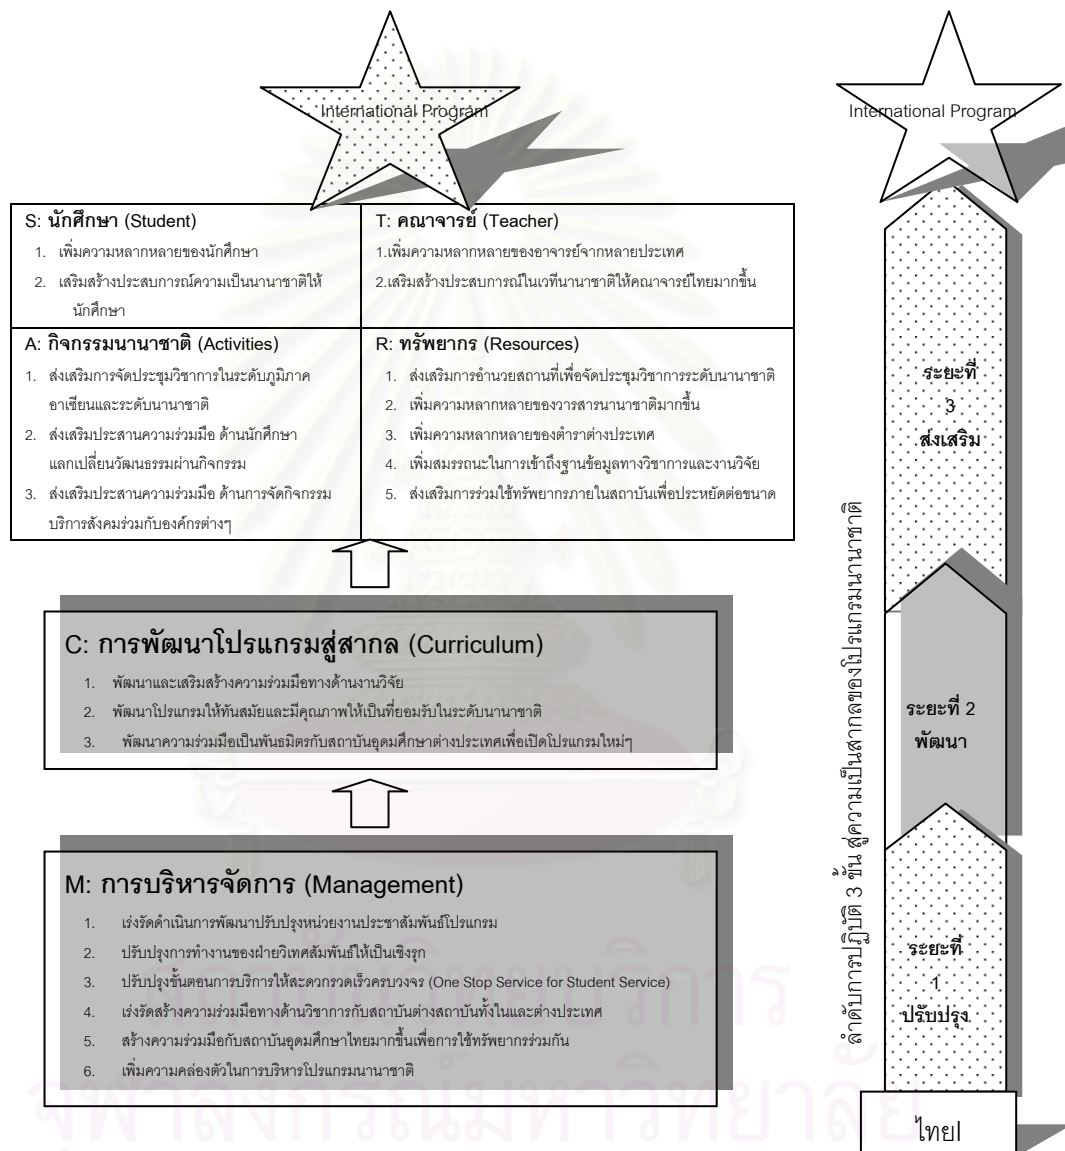 International Program
International Program
S: นักศึกษา (Student)
1. เพิ่มความหลากหลายของนักศึกษา
2. เสริมสร้างประสบการณ์ความเป็นนานาชาติให้
นักศึกษา
T: คณาจารย์ (Teacher)
1.เพิ่มความหลากหลายของอาจารย์จากหลายประเทศ
2.เสริมสร้างประสบการณ์ในเวทีนานาชาติให้คณาจารย์ไทยมากขึ้น
A: กิจกรรมนานาชาติ (Activities)
1. ส่งเสริมการจัดประชุมวิชาการในระดับภูมิภาค
อาเซียนและระดับนานาชาติ
2. ส่งเสริมประสานความร่วมมือ ด้านนักศึกษา
แลกเปลี่ยนวัฒนธรรมผ่านกิจกรรม
3. ส่งเสริมประสานความร่วมมือ ด้านการจัดกิจกรรม
บริการสังคมร่วมกับองค์กรต่างๆ
R: ทรัพยากร (Resources)
1. ส่งเสริมการอำนวยสถานที่เพื่อจัดประชุมวิชาการระดับนานาชาติ
2. เพิ่มความหลากหลายของวารสารนานาชาติมากขึ้น
3. เพิ่มความหลากหลายของตำราต่างประเทศ
4. เพิ่มสมรรถนะในการเข้าถึงฐานข้อมูลทางวิชาการและงานวิจัย
5. ส่งเสริมการร่วมใช้ทรัพยากรภายในสถาบันเพื่อประหยัดต่อขนาด
C: การพัฒนาโปรแกรมสู่สากล (Curriculum)
1. พัฒนาและเสริมสร้างความร่วมมือทางด้านงานวิจัย
2. พัฒนาโปรแกรมให้ทันสมัยและมีคุณภาพให้เป็นที่ยอมรับในระดับนานาชาติ
3. พัฒนาความร่วมมือเป็นพันธมิตรกับสถาบันอุดมศึกษาต่างประเทศเพื่อเปิดโปรแกรมใหม่ๆ
M: การบริหารจัดการ (Management)
1. เร่งรัดดำเนินการพัฒนาปรับปรุงหน่วยงานประชาสัมพันธ์โปรแกรม
2. ปรับปรุงการทำงานของฝ่ายวิเทศสัมพันธ์ให้เป็นเชิงรุก
3. ปรับปรุงขั้นตอนการบริการให้สะดวกรวดเร็วครบวงจร (One Stop Service for Student Service)
4. เร่งรัดสร้างความร่วมมือทางด้านวิชาการกับสถาบันต่างสถาบันทั้งในและต่างประเทศ
5. สร้างความร่วมมือกับสถาบันอุดมศึกษาไทยมากขึ้นเพื่อการใช้ทรัพยากรร่วมกัน
6. เพิ่มความคล่องตัวในการบริหารโปรแกรมนานาชาติ
ลำดับการปฏิบัติ 3 ขั้น สู่ความเป็นสากลของโปรแกรมนานาชาติ
ระยะที่
3
ส่งเสริม
ระยะที่ 2
พัฒนา
ระยะที่
1
ปรับปรุง
ไทยl
สถาบันวิทยบริการ
จุฬาลงกรณ์มหาวิทยาลัย